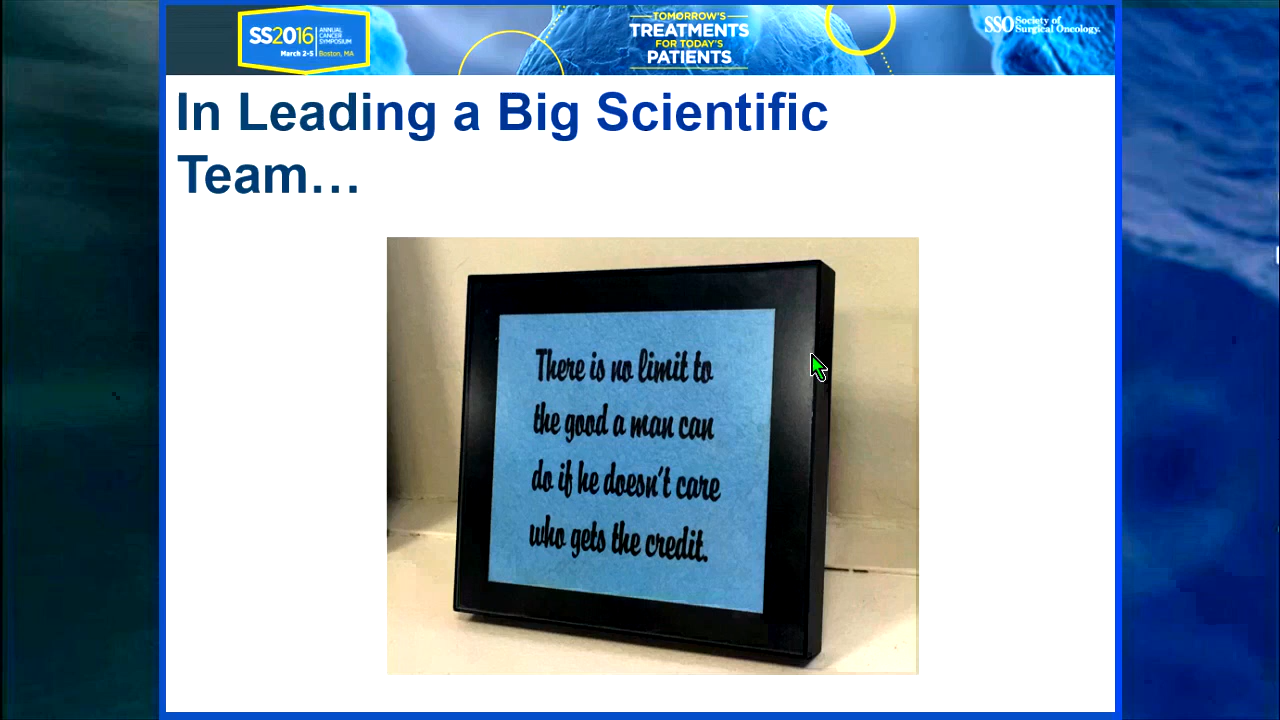 SS2016 ANNUAL CANCER SYMPOSIUM
March 2-5 | Boston, MA
TOMORROW'S
TREATMENTS
FOR TODAY'S
PATIENTS
SSO Society of Surgical Oncology.
In Leading a Big Scientific
Team…
There is no limit to
the good a man can
do if he doesn't care
who gets the credit.